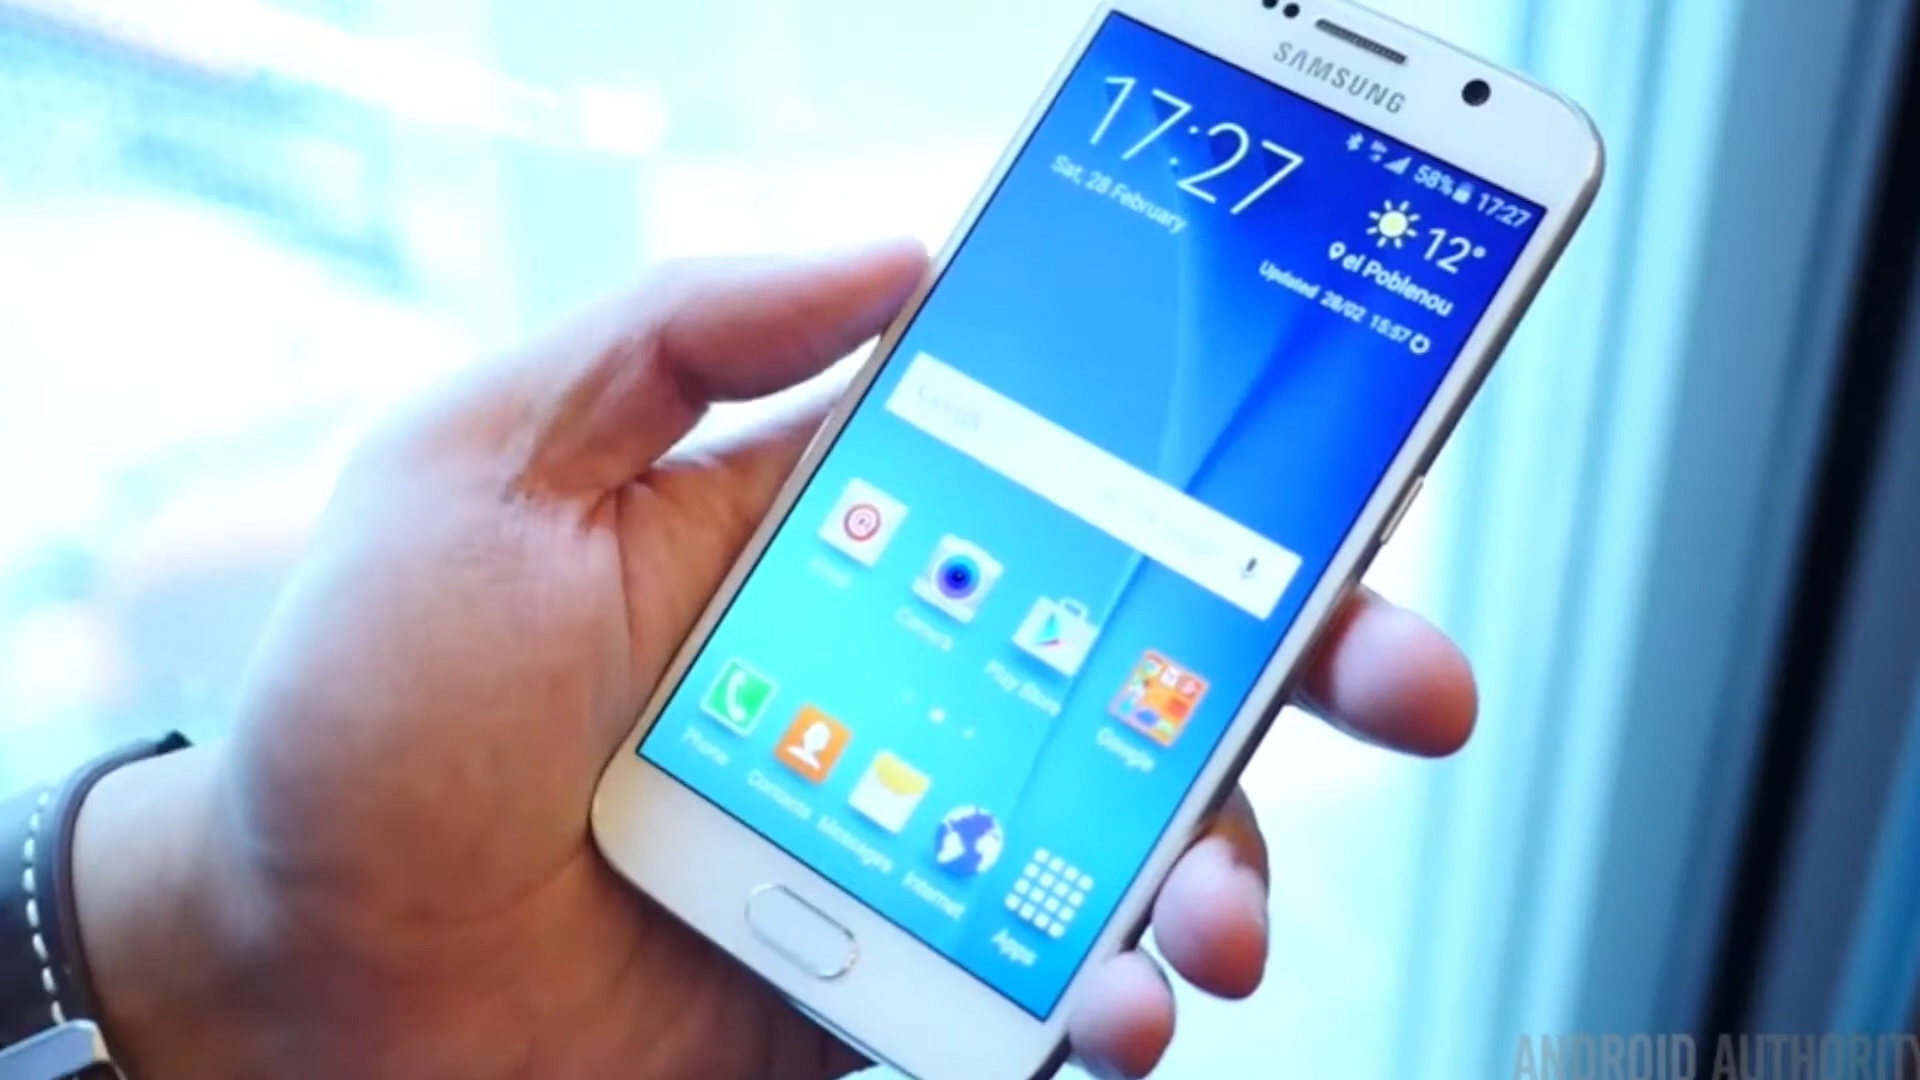 SAMSUNG
58% 17:27
17:27
Sat, 28 February
12°
el Poblenou
Updated 28/02 15:57
Google
Email
Camera
Play Store
Google
Phone
Contacts
Messages
Internet
Apps
ANDROID AUTHORITY